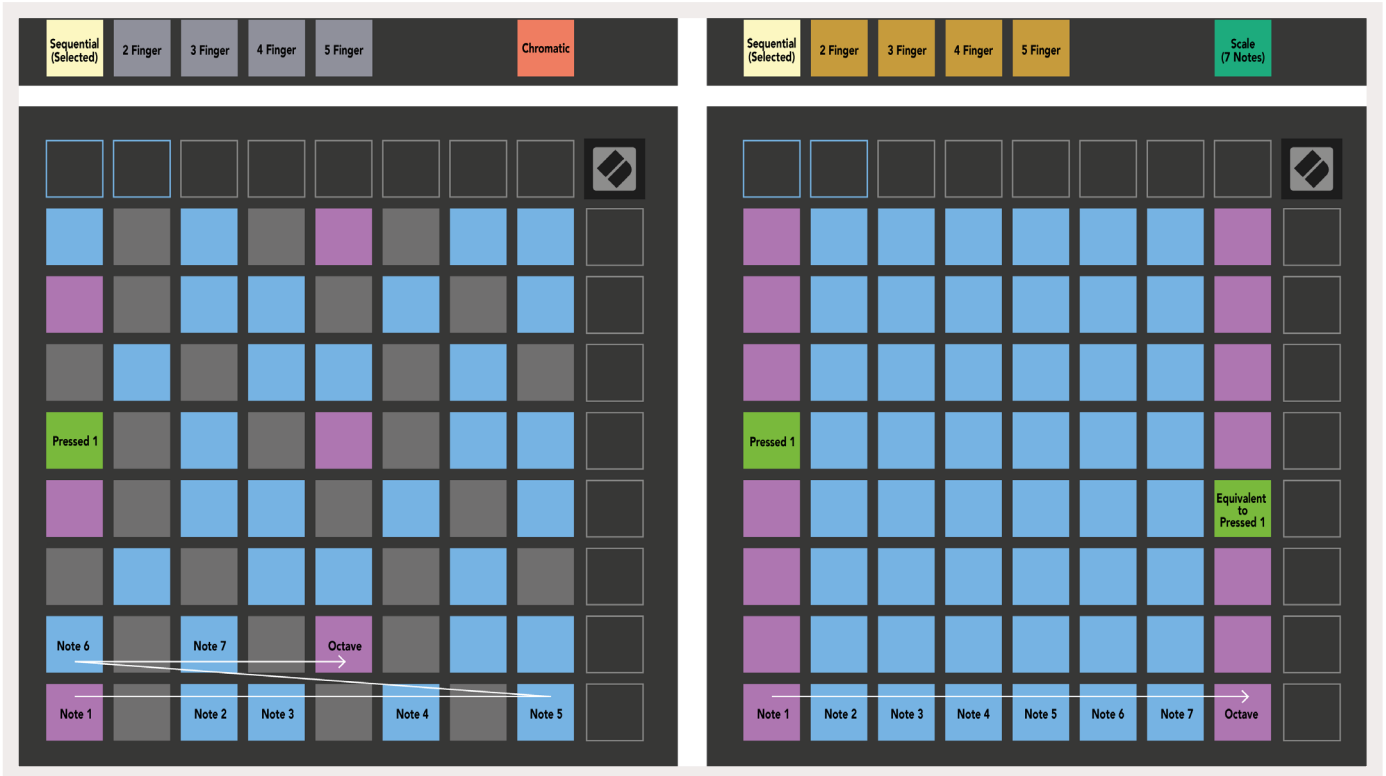 Sequential
(Selected)
2 Finger
3 Finger
4 Finger
5 Finger
Chromatic
Pressed 1
Note 6
Note 7
Octave
Note 1
Note 2
Note 3
Note 4
Note 5
Sequential
(Selected)
2 Finger
3 Finger
4 Finger
5 Finger
Scale
(7 Notes)
Pressed 1
Equivalent
to
Pressed 1
Note 1
Note 2
Note 3
Note 4
Note 5
Note 6
Note 7
Octave